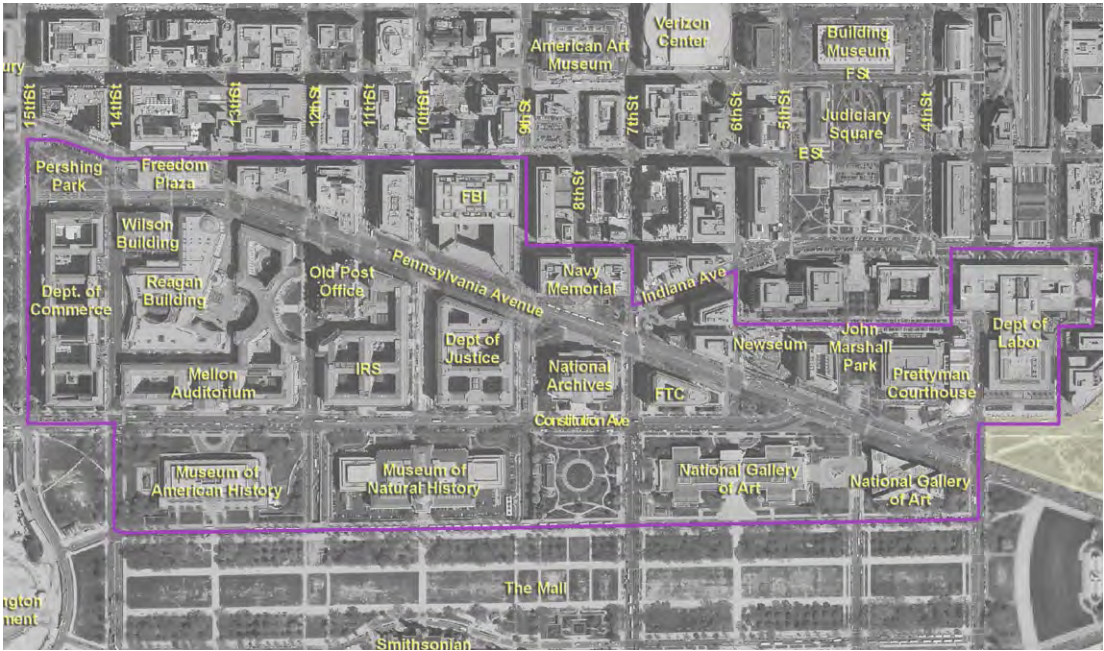 Verizon
Center
American Art
Museum
Building
Museum
F St
ury
15th St
14th St
13th St
12th St
11th St
10th St
9th St
7th St
6th St
5th St
4th St
Judiciary
Square
E St
Pershing
Park
Freedom
Plaza
FBI
8th St
Wilson
Building
Reagan
Building
Dept. of
Commerce
Old Post
Office
Pennsylvania Avenue
Navy
Memorial
Indiana Ave
Dept of
Justice
Newseum
John
Marshall
Park
Dept of
Labor
Mellon
Auditorium
IRS
National
Archives
FTC
Prettyman
Courthouse
Constitution Ave
Museum of
American History
Museum of
Natural History
National Gallery
of Art
National Gallery
of Art
The Mall
ngton
ment
Smithsonian